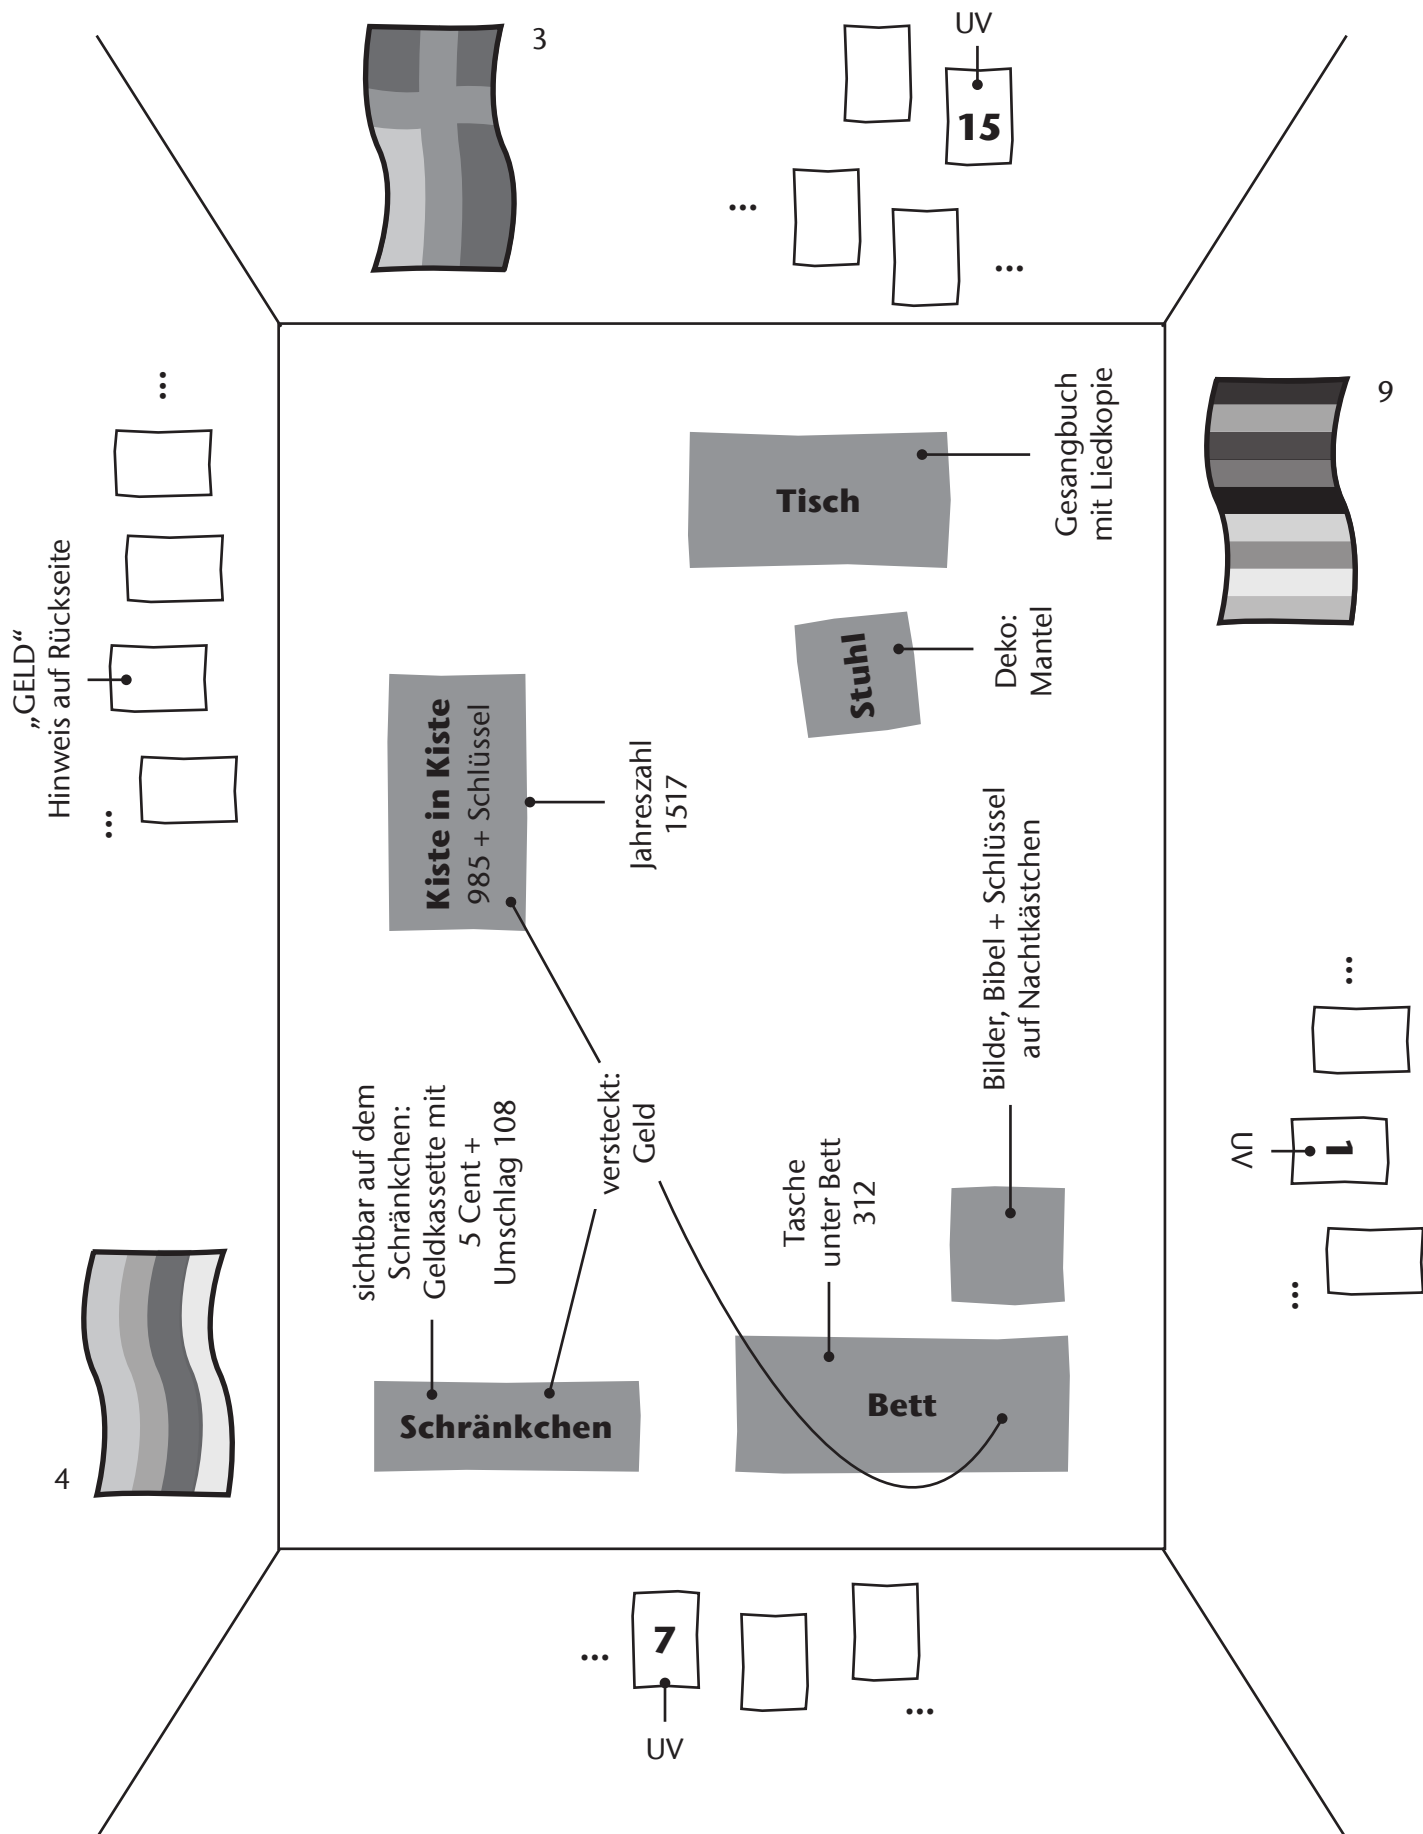 3
UV
15
„GELD“
Hinweis auf Rückseite
Gesangbuch
mit Liedkopie
9
Tisch
Stuhl
Deko:
Mantel
Kiste in Kiste
985 + Schlüssel
Jahreszahl
1517
Bilder, Bibel + Schlüssel
auf Nachtkästchen
sichtbar auf dem
Schränkchen:
Geldkassette mit
5 Cent +
Umschlag 108
versteckt:
Geld
Tasche
unter Bett
312
UV
1
Schränkchen
Bett
4
7
UV